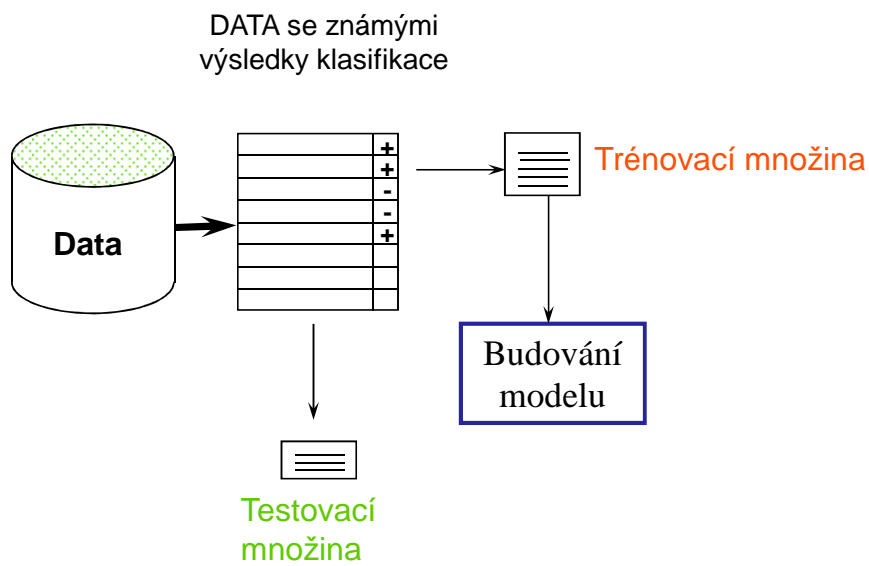 DATA se známými
výsledky klasifikace
Data
+
+
-
-
+
Trénovací množina
Budování
modelu
Testovací
množina